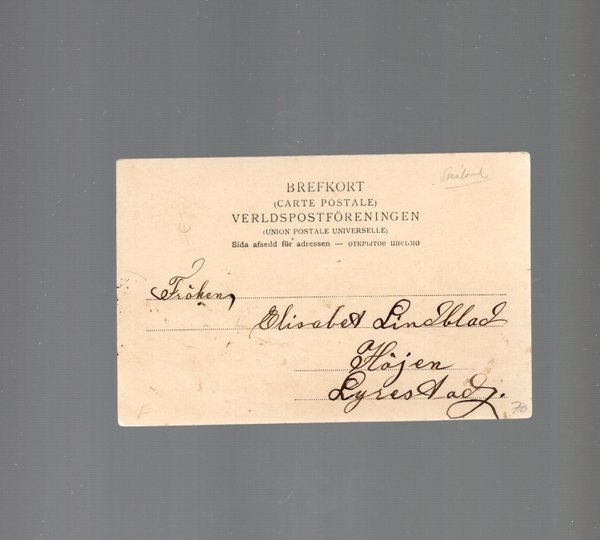 Småland
BREFKORT
(CARTE POSTALE)
VERLDSPOSTFÖRENINGEN
(UNION POSTALE UNIVERSELLE)
Sida afsedd för adressen — ОТКРЫТОЕ ПИСЬМО
Fröken,
Elisabet Lindblad
Höjen
Lyrestad.
F
70